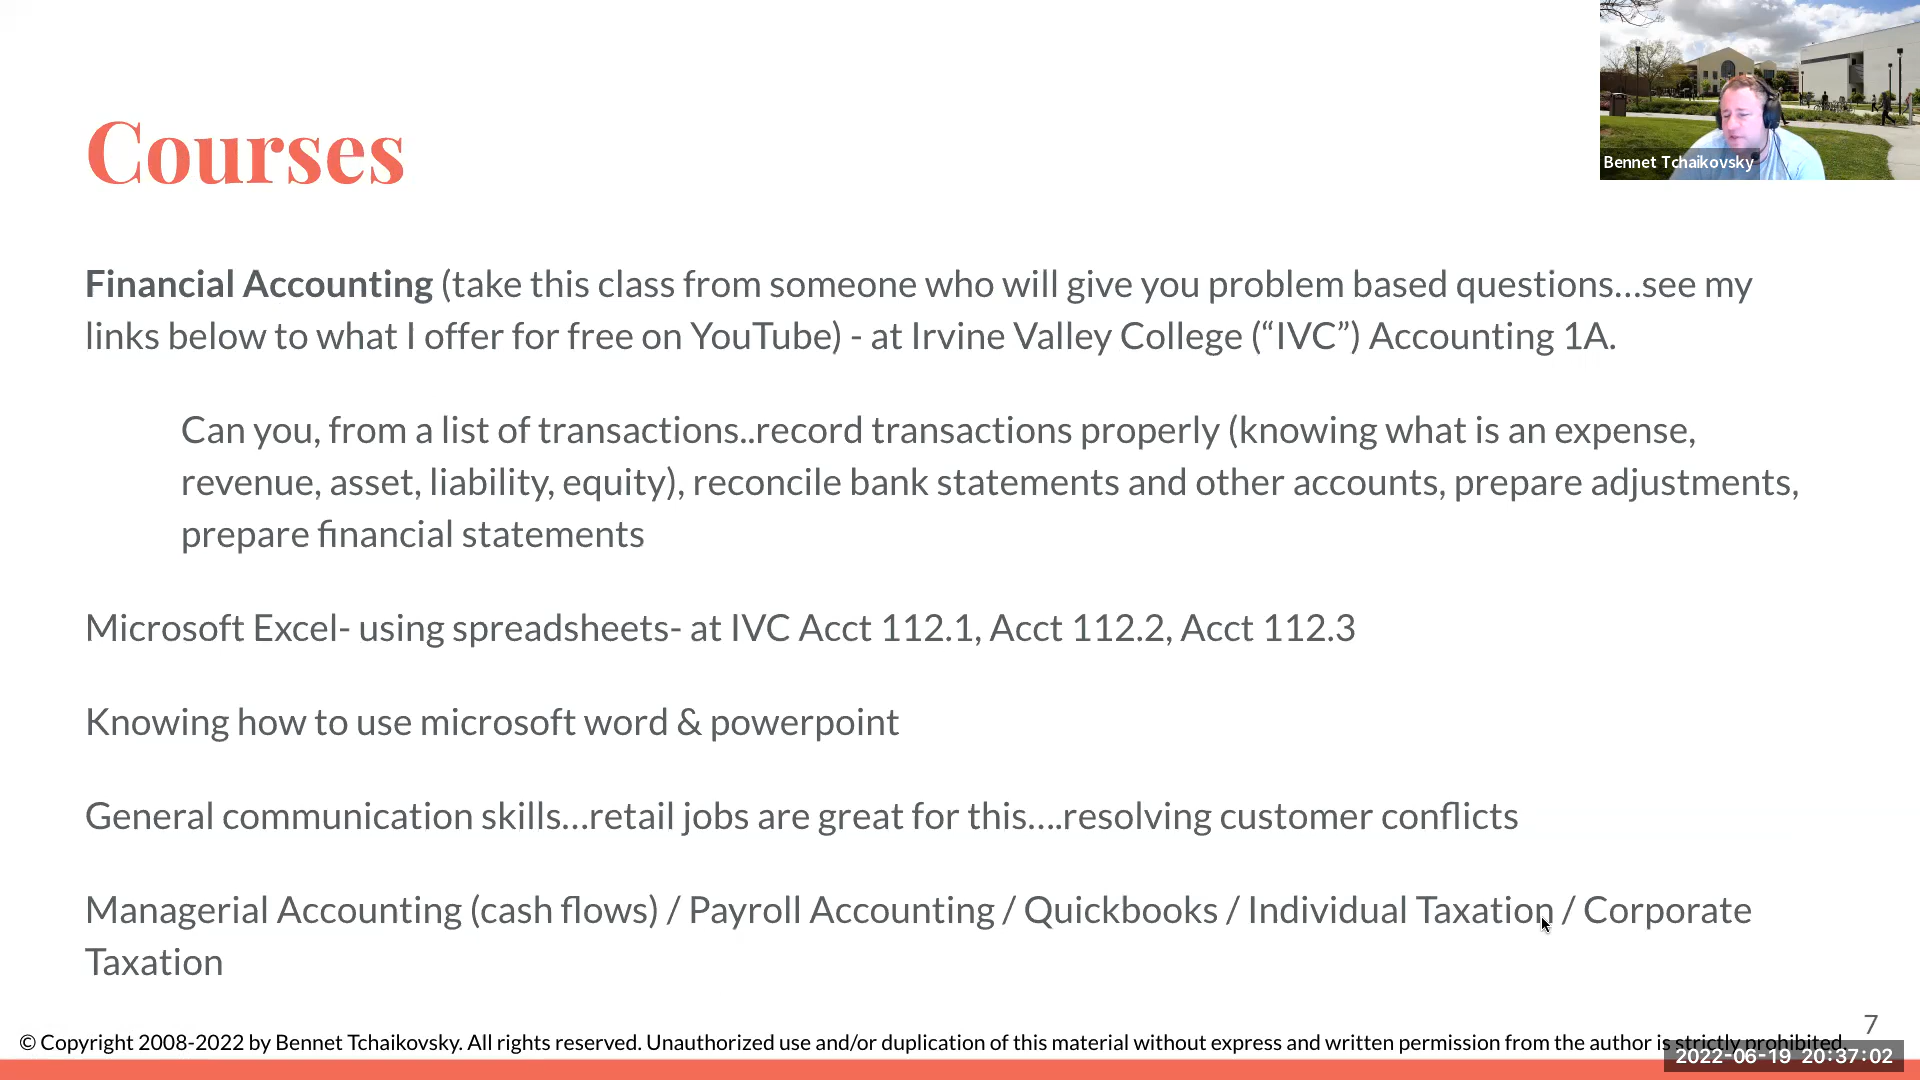 Courses
Bennet Tchaikovsky
Financial Accounting (take this class from someone who will give you problem based questions…see my
links below to what I offer for free on YouTube) - at Irvine Valley College (“IVC”) Accounting 1A.
Can you, from a list of transactions..record transactions properly (knowing what is an expense,
revenue, asset, liability, equity), reconcile bank statements and other accounts, prepare adjustments,
prepare financial statements
Microsoft Excel- using spreadsheets- at IVC Acct 112.1, Acct 112.2, Acct 112.3
Knowing how to use microsoft word & powerpoint
General communication skills…retail jobs are great for this….resolving customer conflicts
Managerial Accounting (cash flows) / Payroll Accounting / Quickbooks / Individual Taxation / Corporate
Taxation
7
© Copyright 2008-2022 by Bennet Tchaikovsky. All rights reserved. Unauthorized use and/or duplication of this material without express and written permission from the author is strictly prohibited.
2022-06-19 20:37:02